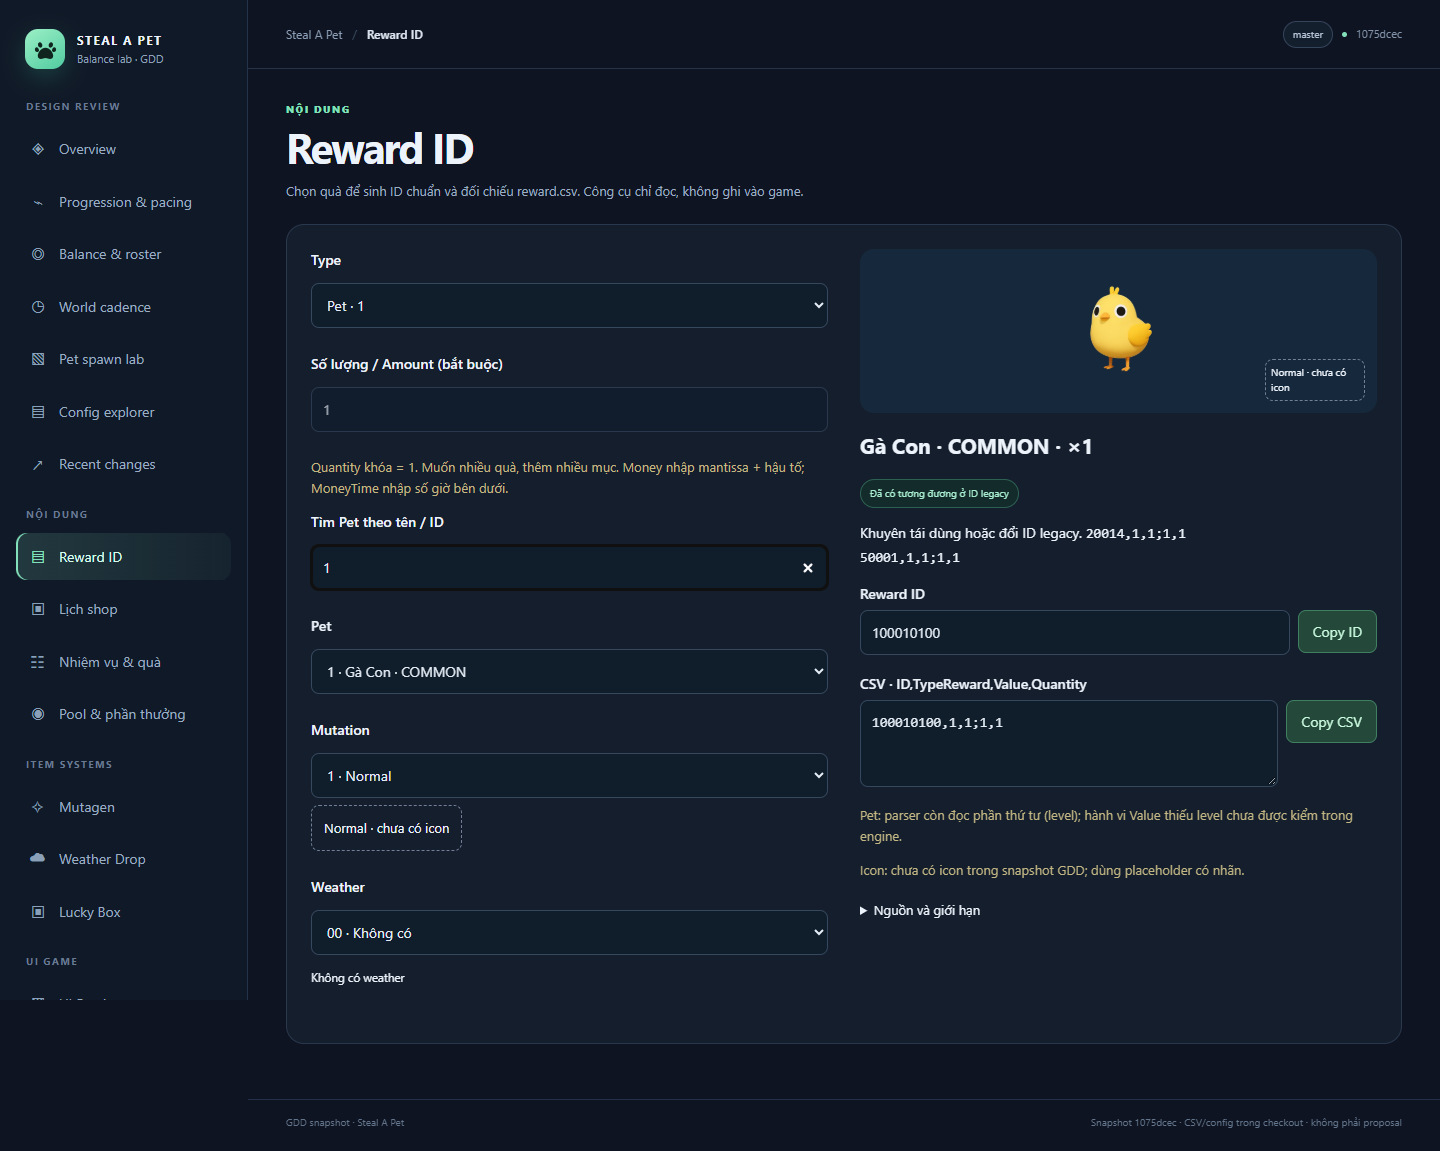 STEAL A PET
Balance lab · GDD
DESIGN REVIEW
Overview
Progression & pacing
Balance & roster
World cadence
Pet spawn lab
Config explorer
Recent changes
NỘI DUNG
Reward ID
Lịch shop
Nhiệm vụ & quà
Pool & phần thưởng
ITEM SYSTEMS
Mutagen
Weather Drop
Lucky Box
UI GAME
Steal A Pet / Reward ID
master
1075dcec
NỘI DUNG
Reward ID
Chọn quà để sinh ID chuẩn và đối chiếu reward.csv. Công cụ chỉ đọc, không ghi vào game.
Type
Pet · 1
Số lượng / Amount (bắt buộc)
1
Quantity khóa = 1. Muốn nhiều quà, thêm nhiều mục. Money nhập mantissa + hậu tố;
MoneyTime nhập số giờ bên dưới.
Tìm Pet theo tên / ID
1
Pet
1 · Gà Con · COMMON
Mutation
1 · Normal
Normal · chưa có icon
Weather
00 · Không có
Không có weather
Normal · chưa có
icon
Gà Con · COMMON · ×1
Đã có tương đương ở ID legacy
Khuyên tái dùng hoặc đổi ID legacy. 20014,1,1;1,1
50001,1,1;1,1
Reward ID
100010100
Copy ID
CSV · ID,TypeReward,Value,Quantity
100010100,1,1;1,1
Copy CSV
Pet: parser còn đọc phần thứ tư (level); hành vi Value thiếu level chưa được kiểm trong
engine.
Icon: chưa có icon trong snapshot GDD; dùng placeholder có nhãn.
Nguồn và giới hạn
GDD snapshot · Steal A Pet
Snapshot 1075dcec · CSV/config trong checkout · không phải proposal